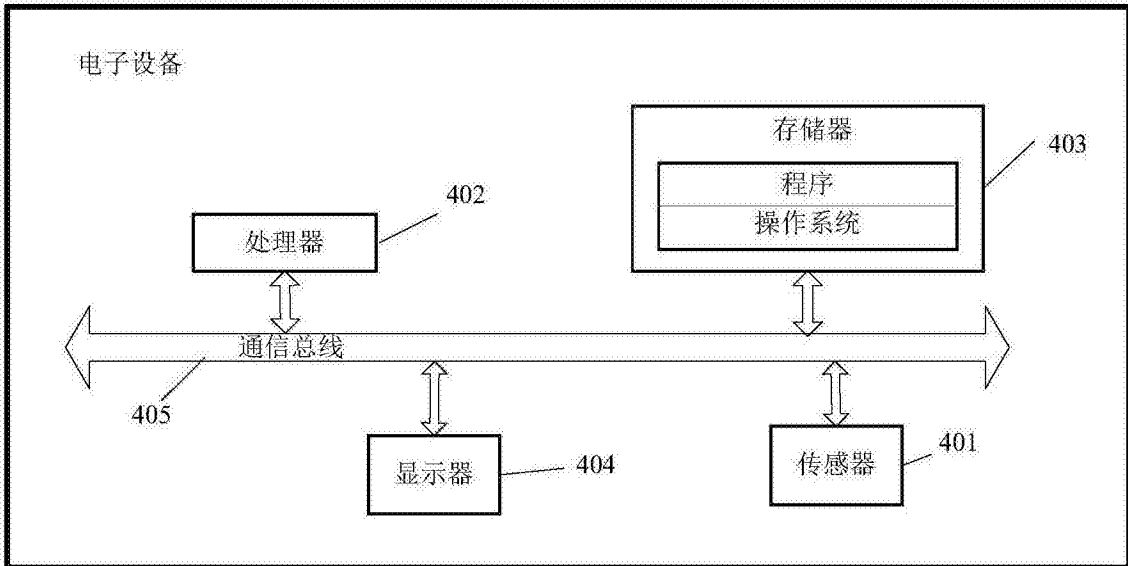 电子设备
存储器
403
程序
402
操作系统
处理器
通信总线
405
404
401
显示器
传感器